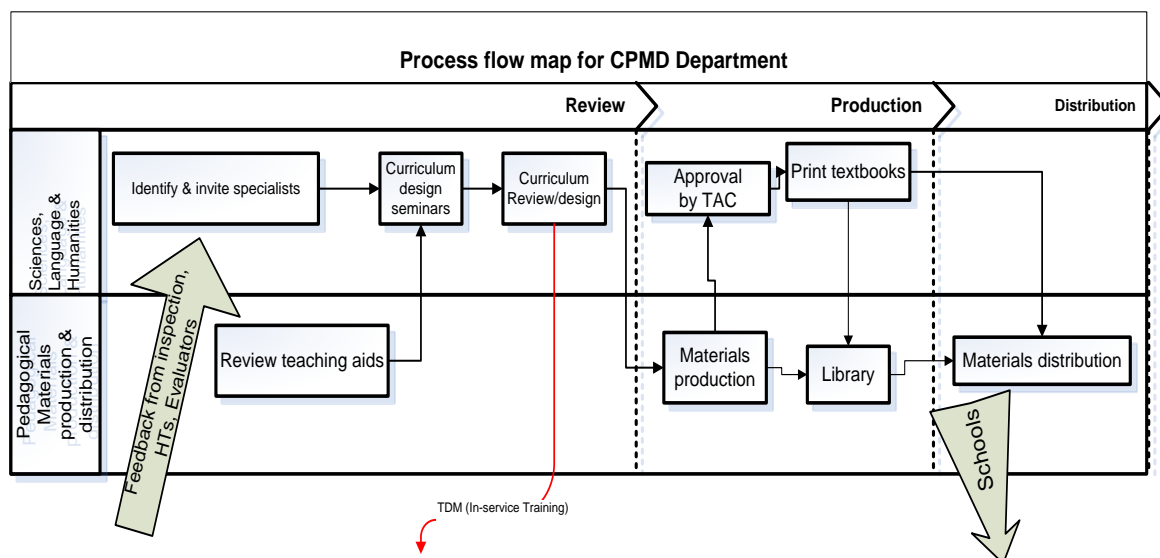 Process flow map for CPMD Department
Review
Production
Distribution
Sciences,
Language &
Humanities
Identify & invite specialists
Curriculum
design
seminars
Curriculum
Review/design
Approval
by TAC
Print textbooks
Pedagogical
Materials
production &
distribution
Feedback from inspection,
HTs, Evaluators
Review teaching aids
Materials
production
Library
Materials distribution
Schools
TDM (In-service Training)